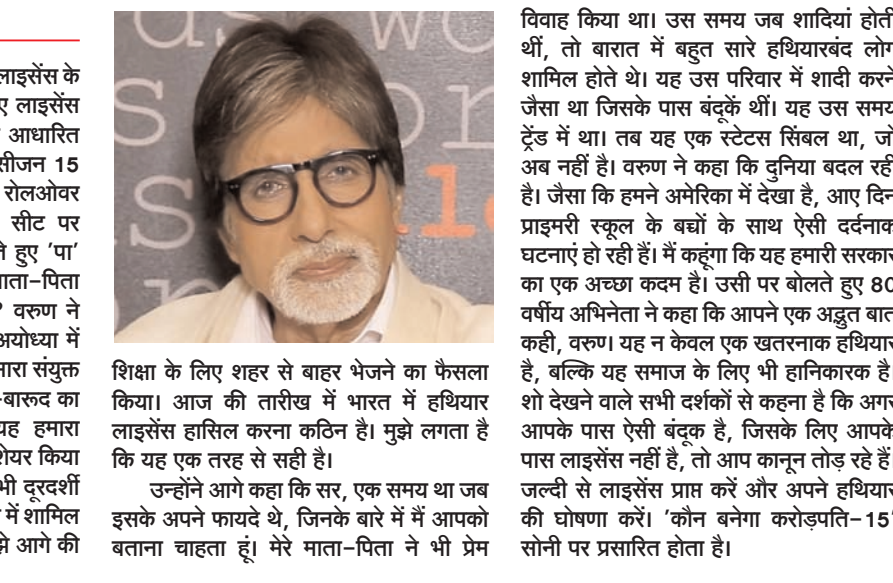 लाइसेंस के
ए लाइसेंस
आधारित
सीजन 15
रोलओवर
सीट पर
हुए 'पा'
माता-पिता
वरुण ने
अयोध्या में
संयुक्त
-बारूद का
यह हमारा
शेयर किया
भी दूरदर्शी
में शामिल
आगे की
शिक्षा के लिए शहर से बाहर भेजने का फैसला
किया। आज की तारीख में भारत में हथियार
लाइसेंस हासिल करना कठिन है। मुझे लगता है
कि यह एक तरह से सही है।
उन्होंने आगे कहा कि सर, एक समय था जब
इसके अपने फायदे थे, जिनके बारे में मैं आपको
बताना चाहता हूं। मेरे माता-पिता ने भी प्रेम
विवाह किया था। उस समय जब शादियां होती
थीं, तो बारात में बहुत सारे हथियारबंद लोग
शामिल होते थे। यह उस परिवार में शादी करने
जैसा था जिसके पास बंदूकें थीं। यह उस समय
ट्रेंड में था। तब यह एक स्टेटस सिंबल था, जो
अब नहीं है। वरुण ने कहा कि दुनिया बदल रही
है। जैसा कि हमने अमेरिका में देखा है, आए दिन
प्राइमरी स्कूल के बच्चों के साथ ऐसी दर्दनाक
घटनाएं हो रही हैं। मैं कहूंगा कि यह हमारी सरकार
का एक अच्छा कदम है। उसी पर बोलते हुए 80
वर्षीय अभिनेता ने कहा कि आपने एक अद्भुत बात
कही, वरुण। यह न केवल एक खतरनाक हथियार
है, बल्कि यह समाज के लिए भी हानिकारक है।
शो देखने वाले सभी दर्शकों से कहना है कि अगर
आपके पास ऐसी बंदूक है, जिसके लिए आपके
पास लाइसेंस नहीं है, तो आप कानून तोड़ रहे हैं
जल्दी से लाइसेंस प्राप्त करें और अपने हथियार
की घोषणा करें। 'कौन बनेगा करोड़पति-15'
सोनी पर प्रसारित होता है।